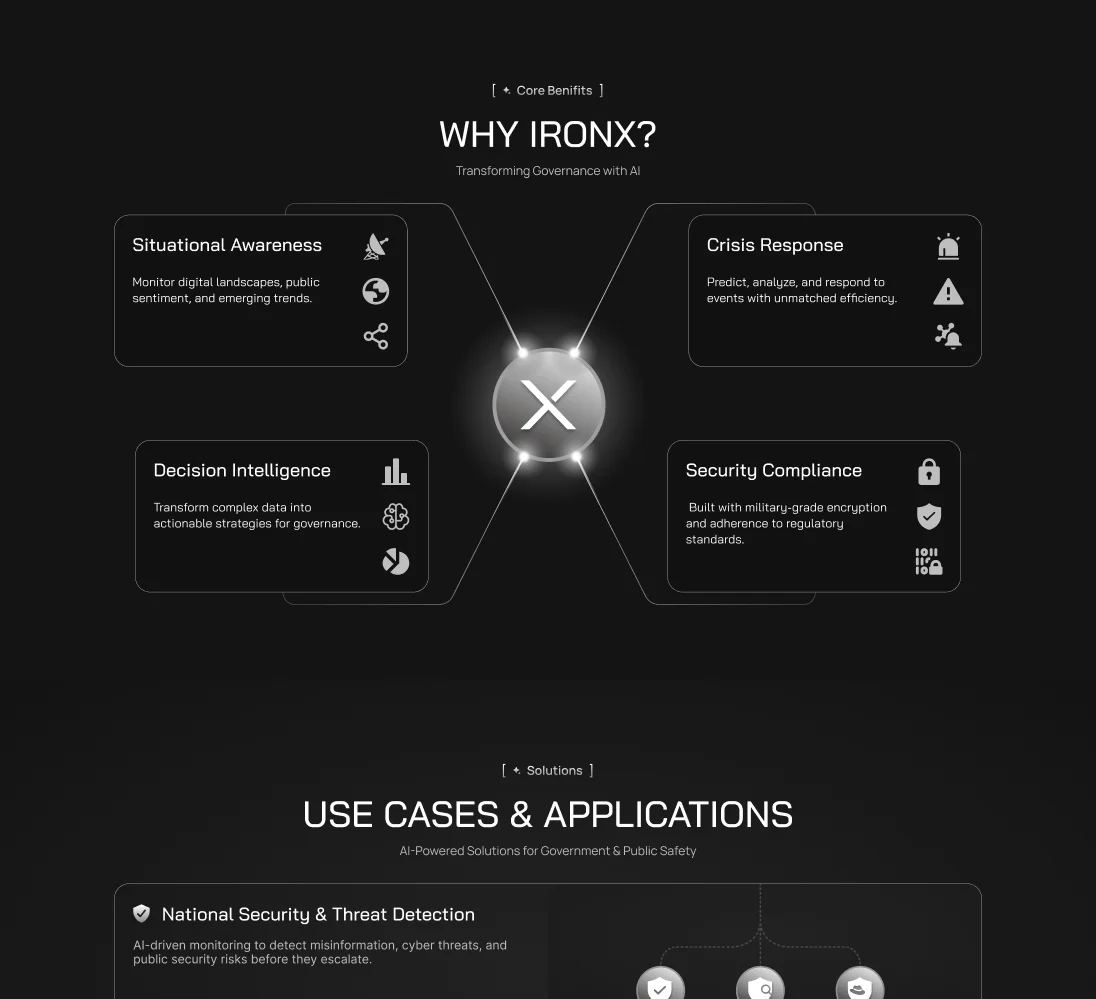 [ Core Benifits ]
WHY IRONX?
Transforming Governance with AI
Situational Awareness
Monitor digital landscapes, public
sentiment, and emerging trends.
Crisis Response
Predict, analyze, and respond to
events with unmatched efficiency.
X
Decision Intelligence
Transform complex data into
actionable strategies for governance.
Security Compliance
Built with military-grade encryption
and adherence to regulatory
standards.
[ Solutions ]
USE CASES & APPLICATIONS
AI-Powered Solutions for Government & Public Safety
National Security & Threat Detection
AI-driven monitoring to detect misinformation, cyber threats, and
public security risks before they escalate.